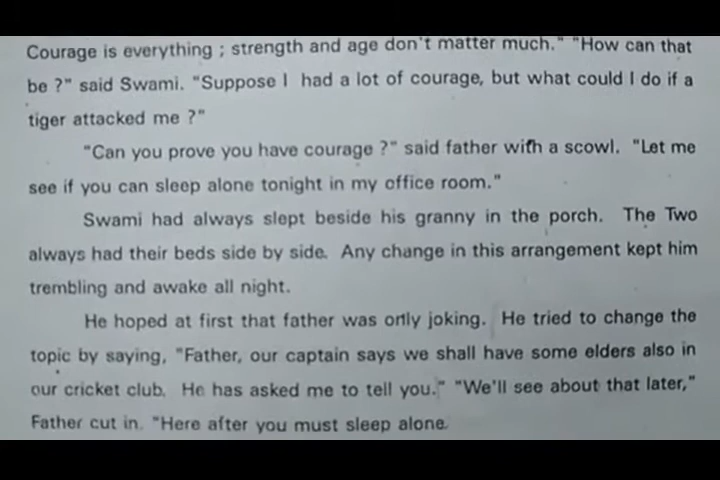 Courage is everything ; strength and age don't matter much." "How can that
be ?" said Swami. "Suppose I had a lot of courage, but what could I do if a
tiger attacked me ?"
"Can you prove you have courage ?" said father with a scowl. "Let me
see if you can sleep alone tonight in my office room."
Swami had always slept beside his granny in the porch. The Two
always had their beds side by side. Any change in this arrangement kept him
trembling and awake all night.
He hoped at first that father was only joking. He tried to change the
topic by saying, "Father, our captain says we shall have some elders also in
our cricket club. He has asked me to tell you." "We'll see about that later,"
Father cut in. "Here after you must sleep alone.